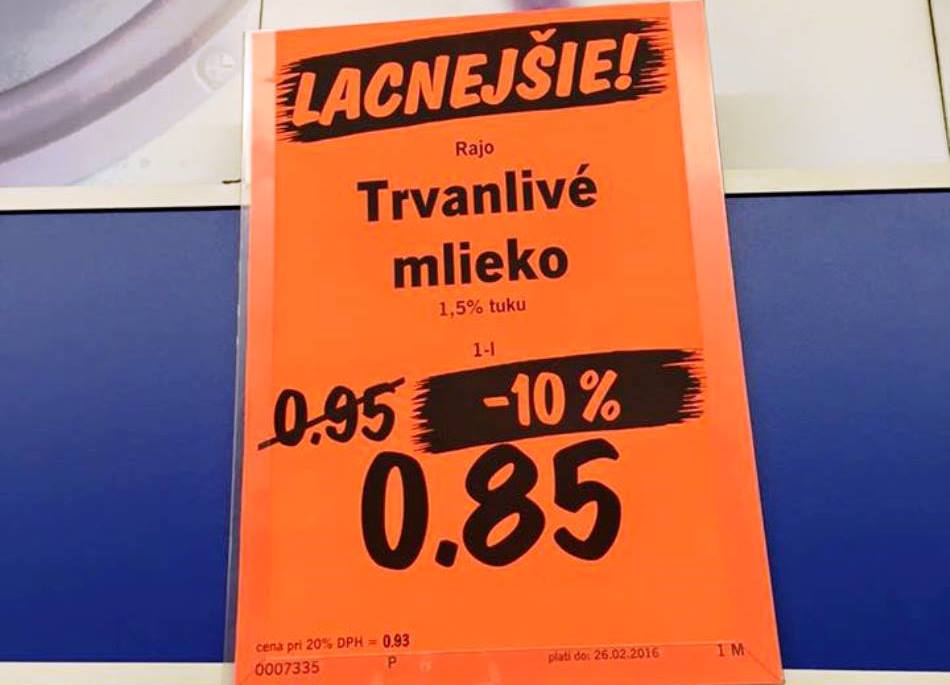 LACNEJŠIE!
Rajo
Trvanlivé
mlieko
1,5% tuku
1-l
0.95 -10 %
0.85
cena pri 20% DPH = 0.93
0007335 P platí do: 26.02.2016 1 M